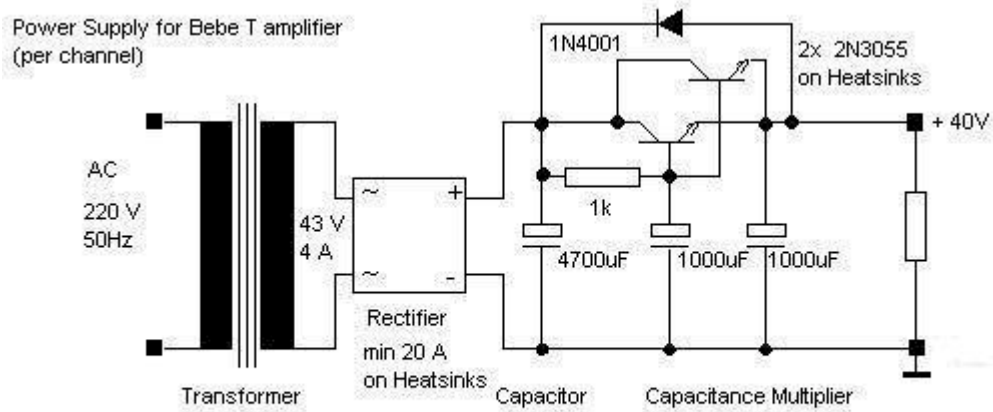 Power Supply for Bebe T amplifier
(per channel)
1N4001
2x 2N3055
on Heatsinks
+ 40V
AC
220 V
50Hz
43 V
4 A
~
+
~
-
1k
4700uF
1000uF
1000uF
Rectifier
min 20 A
on Heatsinks
Transformer
Capacitor
Capacitance Multiplier